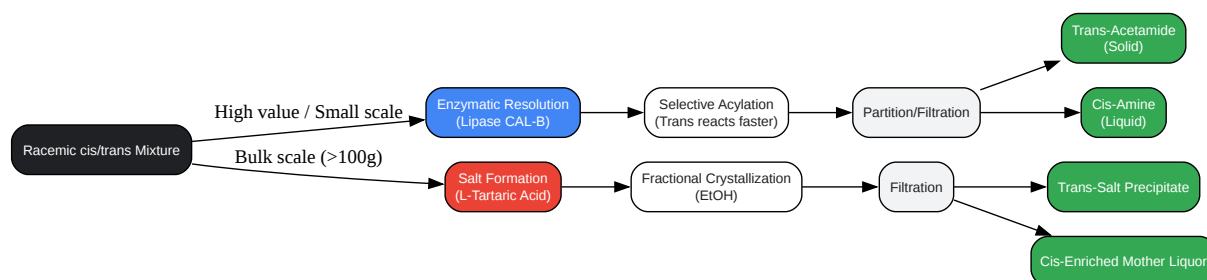 Racemic cis/trans Mixture
High value / Small scale
Bulk scale (>100g)
Enzymatic Resolution
(Lipase CAL-B)
Selective Acylation
(Trans reacts faster)
Partition/Filtration
Trans-Acetamide
(Solid)
Cis-Amine
(Liquid)
Salt Formation
(L-Tartaric Acid)
Fractional Crystallization
(EtOH)
Filtration
Trans-Salt Precipitate
Cis-Enriched Mother Liquor